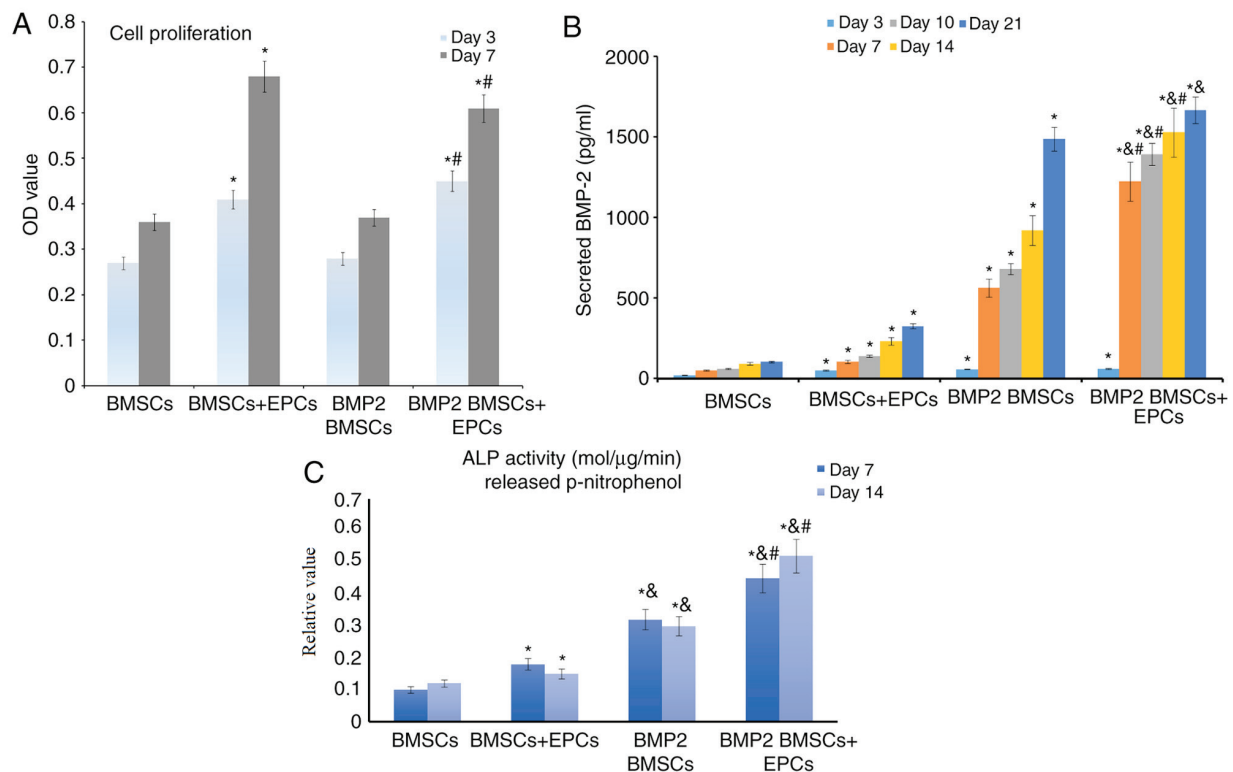 A
Cell proliferation
Day 3
Day 7
OD value
0.8
0.7
0.6
0.5
0.4
0.3
0.2
0.1
0
*
*
*#
*#
BMSCs
BMSCs+EPCs
BMP2
BMSCs
BMP2 BMSCs+
EPCs
B
Day 3
Day 10
Day 21
Day 7
Day 14
Secreted BMP-2 (pg/ml)
2000
1500
1000
500
0
*
*
*
*
*
*
*
*
*
*
*
*&#
*&#
*&#
*&
BMSCs
BMSCs+EPCs
BMP2 BMSCs
BMP2 BMSCs+
EPCs
C
ALP activity (mol/µg/min)
released p-nitrophenol
Day 7
Day 14
Relative value
0.7
0.6
0.5
0.4
0.3
0.2
0.1
0
*
*
*&
*&
*&#
*&#
BMSCs
BMSCs+EPCs
BMP2
BMSCs
BMP2 BMSCs+
EPCs